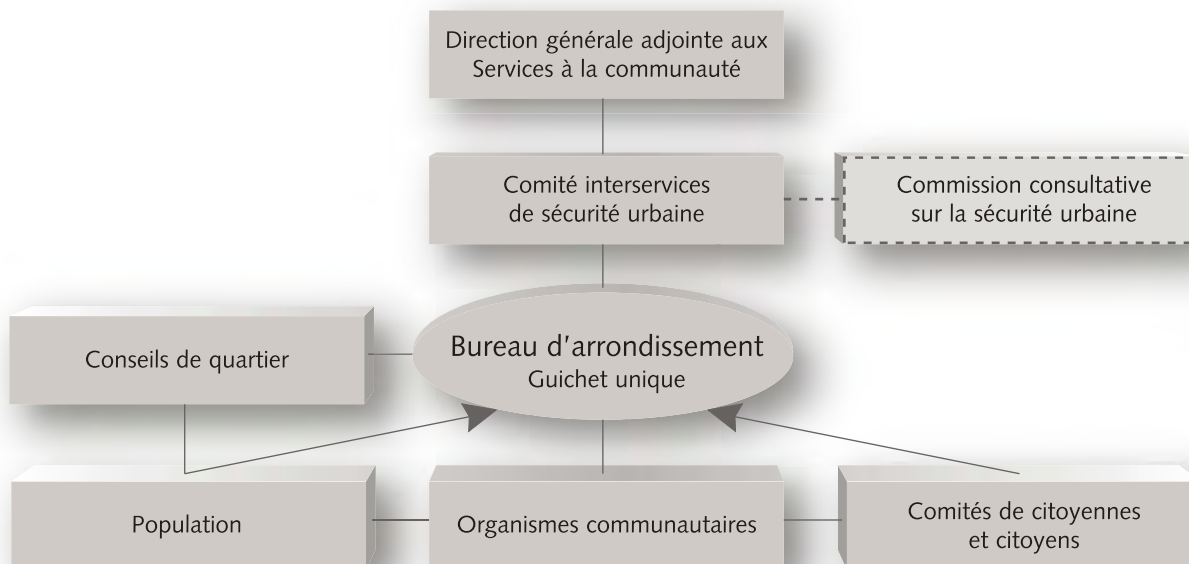 Direction générale adjointe aux
Services à la communauté
Comité interservices
de sécurité urbaine
Commission consultative
sur la sécurité urbaine
Conseils de quartier
Bureau d'arrondissement
Guichet unique
Population
Organismes communautaires
Comités de citoyennes
et citoyens